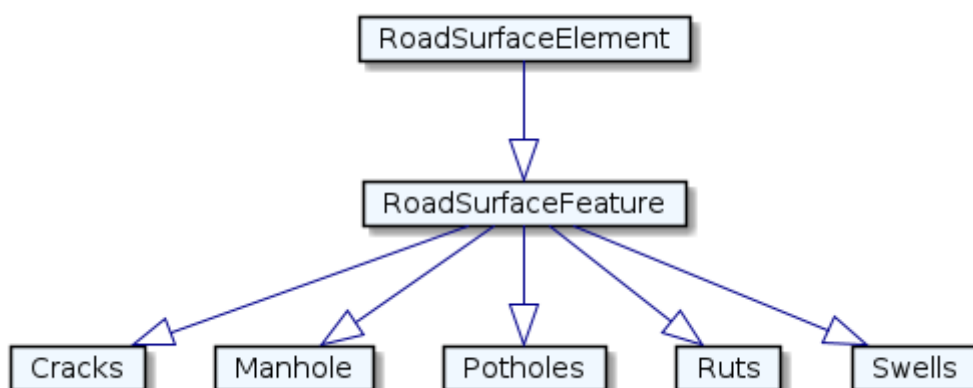 RoadSurfaceElement
RoadSurfaceFeature
Cracks
Manhole
Potholes
Ruts
Swells